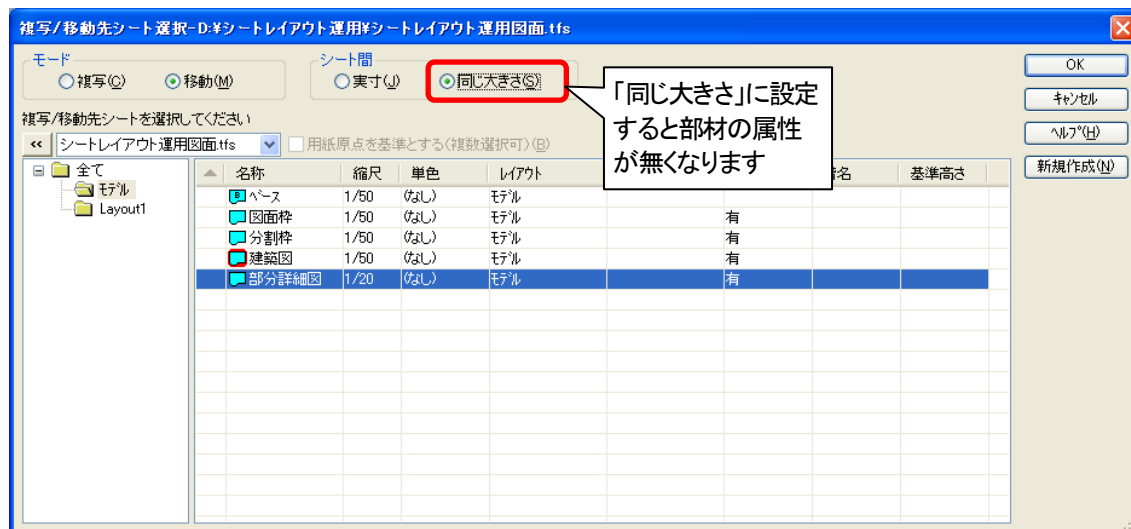 複写/移動先シート選択-D:¥シートレイアウト運用¥シートレイアウト運用図面.tfs
モード
複写(C) 移動(M)
シート間
実寸(J) 同じ大きさ(S)
「同じ大きさ」に設定
すると部材の属性
が無くなります
OK
キャンセル
ヘルプ(H)
新規作成(N)
複写/移動先シートを選択してください
<< シートレイアウト運用図面.tfs 用紙原点を基準とする(複数選択可)(B)
全て
モデル
Layout1
名称 縮尺 単色 レイアウト 基準高さ
B ベース 1/50 (なし) モデル
図面枠 1/50 (なし) モデル 有
分割枠 1/50 (なし) モデル 有
建築図 1/50 (なし) モデル 有
部分詳細図 1/20 (なし) モデル 有